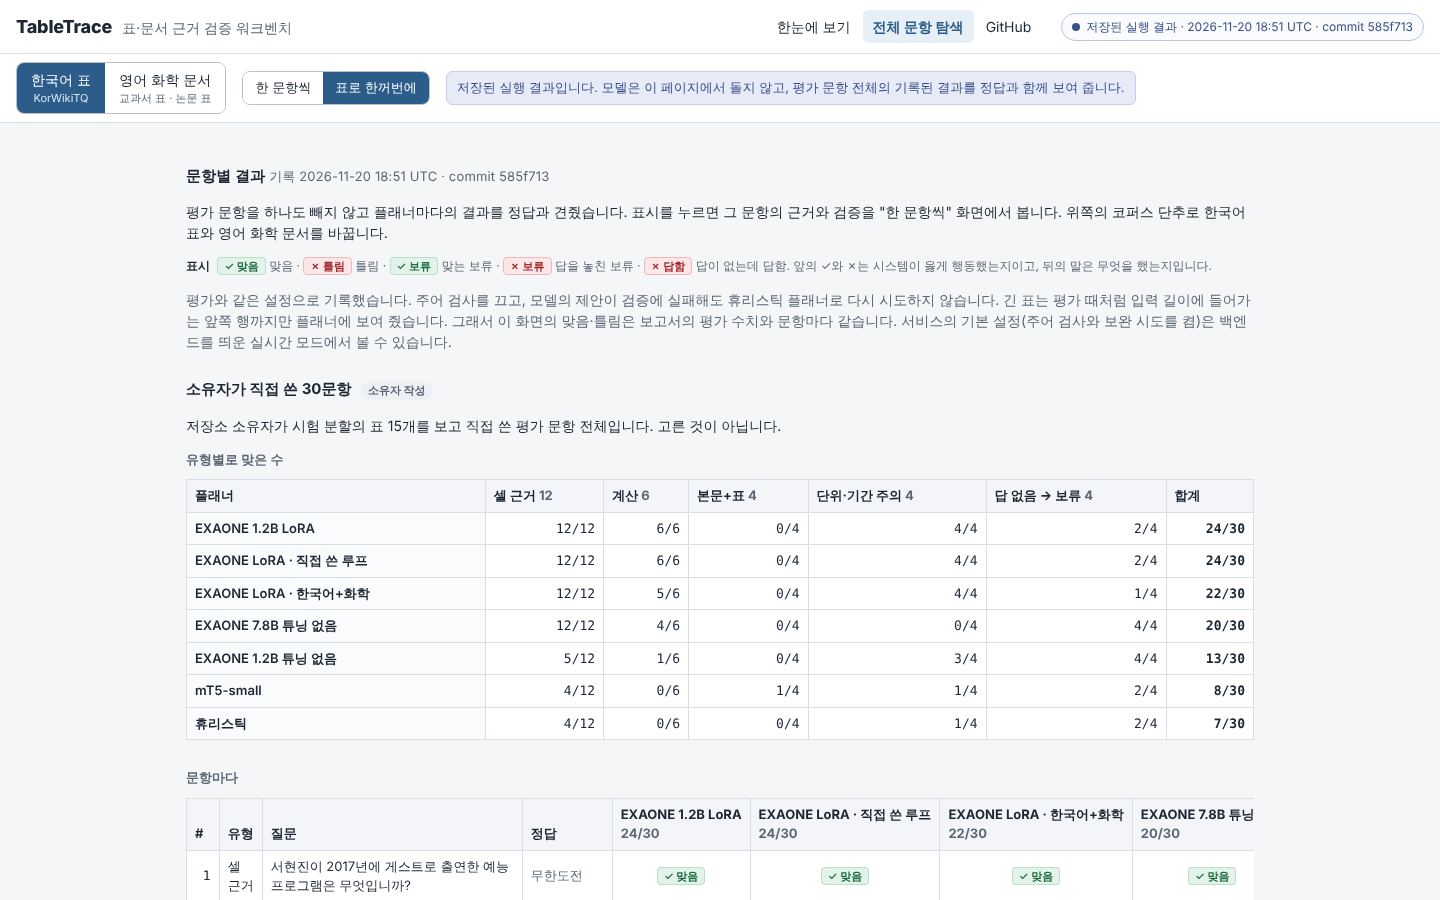 TableTrace 표·문서 근거 검증 워크벤치
한눈에 보기 전체 문항 탐색 GitHub 저장된 실행 결과 · 2026-11-20 18:51 UTC · commit 585f713
한국어 표 영어 화학 문서
KorWikiTQ 교과서 표 · 논문 표
한 문항씩 표로 한꺼번에 저장된 실행 결과입니다. 모델은 이 페이지에서 돌지 않고, 평가 문항 전체의 기록된 결과를 정답과 함께 보여 줍니다.
문항별 결과 기록 2026-11-20 18:51 UTC · commit 585f713
평가 문항을 하나도 빼지 않고 플래너마다의 결과를 정답과 견줬습니다. 표시를 누르면 그 문항의 근거와 검증을 "한 문항씩" 화면에서 봅니다. 위쪽의 코퍼스 단추로 한국어
표와 영어 화학 문서를 바꿉니다.
표시 ✓ 맞음 맞음 · × 틀림 틀림 · ✓ 보류 맞는 보류 · × 보류 답을 놓친 보류 · × 답함 답이 없는데 답함. 앞의 ✓와 ×는 시스템이 옳게 행동했는지이고, 뒤의 말은 무엇을 했는지입니다.
평가와 같은 설정으로 기록했습니다. 주어 검사를 끄고, 모델의 제안이 검증에 실패해도 휴리스틱 플래너로 다시 시도하지 않습니다. 긴 표는 평가 때처럼 입력 길이에 들어가
는 앞쪽 행까지만 플래너에 보여 줬습니다. 그래서 이 화면의 맞음·틀림은 보고서의 평가 수치와 문항마다 같습니다. 서비스의 기본 설정(주어 검사와 보완 시도를 켬)은 백엔
드를 띄운 실시간 모드에서 볼 수 있습니다.
소유자가 직접 쓴 30문항 소유자 작성
저장소 소유자가 시험 분할의 표 15개를 보고 직접 쓴 평가 문항 전체입니다. 고른 것이 아닙니다.
유형별로 맞은 수
플래너 셀 근거 12 계산 6 본문+표 4 단위·기간 주의 4 답 없음 → 보류 4 합계
EXAONE 1.2B LoRA 12/12 6/6 0/4 4/4 2/4 24/30
EXAONE LoRA · 직접 쓴 루프 12/12 6/6 0/4 4/4 2/4 24/30
EXAONE LoRA · 한국어+화학 12/12 5/6 0/4 4/4 1/4 22/30
EXAONE 7.8B 튜닝 없음 12/12 4/6 0/4 0/4 4/4 20/30
EXAONE 1.2B 튜닝 없음 5/12 1/6 0/4 3/4 4/4 13/30
mT5-small 4/12 0/6 1/4 1/4 2/4 8/30
휴리스틱 4/12 0/6 0/4 1/4 2/4 7/30
문항마다
# 유형 질문 정답 EXAONE 1.2B LoRA EXAONE LoRA · 직접 쓴 루프 EXAONE LoRA · 한국어+화학 EXAONE 7.8B 튜닝
24/30 24/30 22/30 20/30
1 셀 서현진이 2017년에 게스트로 출연한 예능 무한도전 ✓ 맞음 ✓ 맞음 ✓ 맞음 ✓ 맞음
근거 프로그램은 무엇입니까?